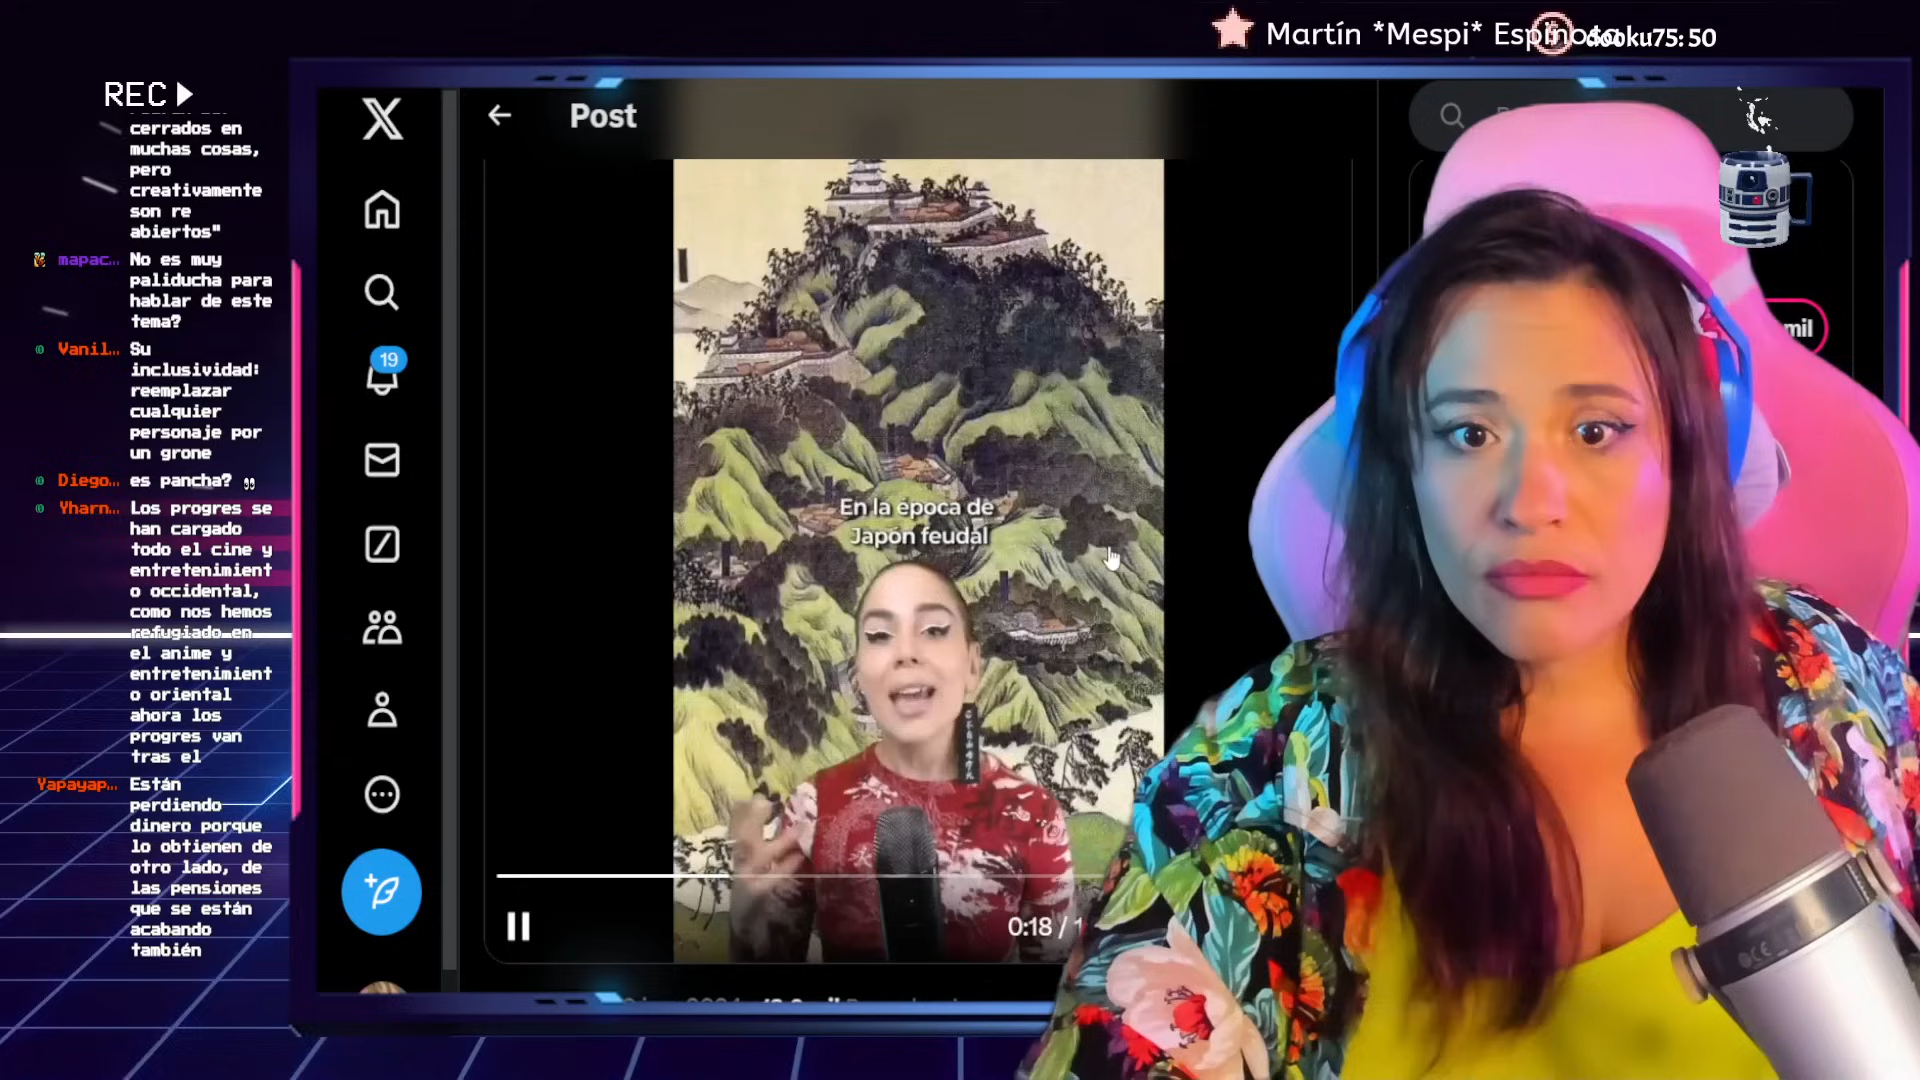 Martín *Mespi* Espinosa
dooku75: 50
REC
cerrados en
muchas cosas,
pero
creativamente
son re
abiertos"
mapac... No es muy
paliducha para
hablar de este
tema?
Vanil... Su
inclusividad:
reemplazar
cualquier
personaje por
un grone
Diego... es pancha?
Yharn... Los progres se
han cargado
todo el cine y
entretenimient
o occidental,
como nos hemos
refugiado en
el anime y
entretenimient
o oriental
ahora los
progres van
tras el
Yapayap... Están
perdiendo
dinero porque
lo obtienen de
otro lado, de
las pensiones
que se están
acabando
también
X
Post
19
mil
En la época de
Japón feudal
0:18 / 1